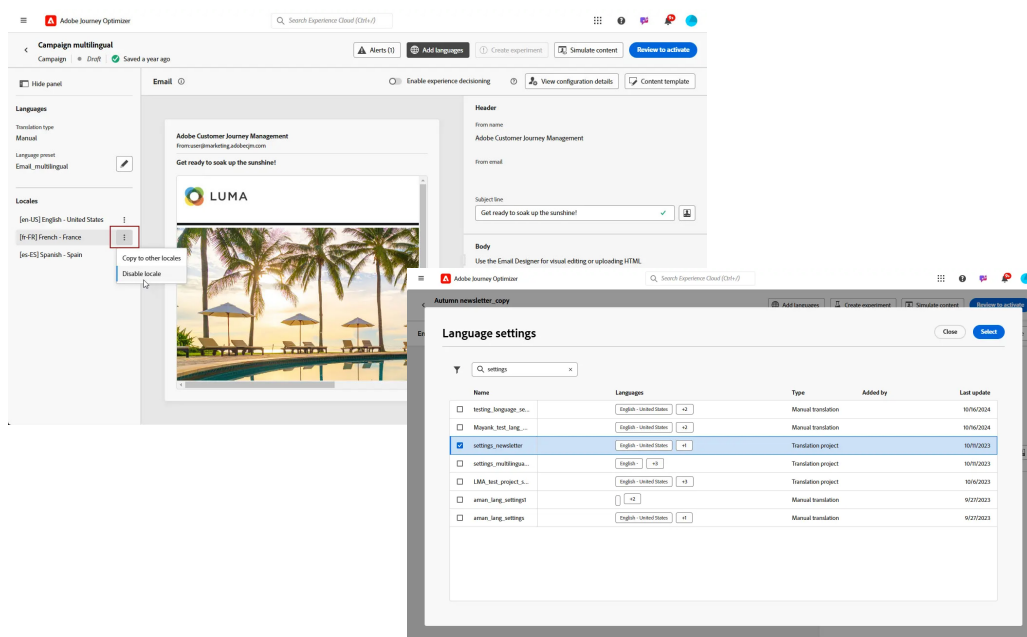 Adobe Journey Optimizer
Search Experience Cloud (Ctrl+/)
Campaign multilingual
Campaign Draft Saved a year ago
Alerts (1) Add languages Create experiment Simulate content Review to activate
Hide panel
Email
Enable experience decisioning View configuration details Content template
Languages
Translation type
Manual
Language preset
Email_multilingual
Locales
[en-US] English - United States
[fr-FR] French - France
[es-ES] Spanish - Spain
Copy to other locales
Disable locale
Adobe Customer Journey Management
From:user@marketing.adobecjm.com
Get ready to soak up the sunshine!
LUMA
Header
From name
Adobe Customer Journey Management
From email
Subject line
Get ready to soak up the sunshine!
Body
Use the Email Designer for visual editing or uploading HTML
Adobe Journey Optimizer
Search Experience Cloud (Ctrl+/)
Autumn newsletter_copy
Add languages Create experiment Simulate content Review to activate
Language settings
Close Select
settings
Name Languages Type Added by Last update
testing_language_se... English - United States +2 Manual translation 10/16/2024
Mayank_test_lang_... English - United States +2 Manual translation 10/16/2024
settings_newsletter English - United States +1 Translation project 10/11/2023
settings_multilingua... English - +3 Translation project 10/11/2023
LMA_test_project_s... English - United States +3 Translation project 10/6/2023
aman_lang_settings1 +2 Manual translation 9/27/2023
aman_lang_settings English - United States +1 Manual translation 9/27/2023